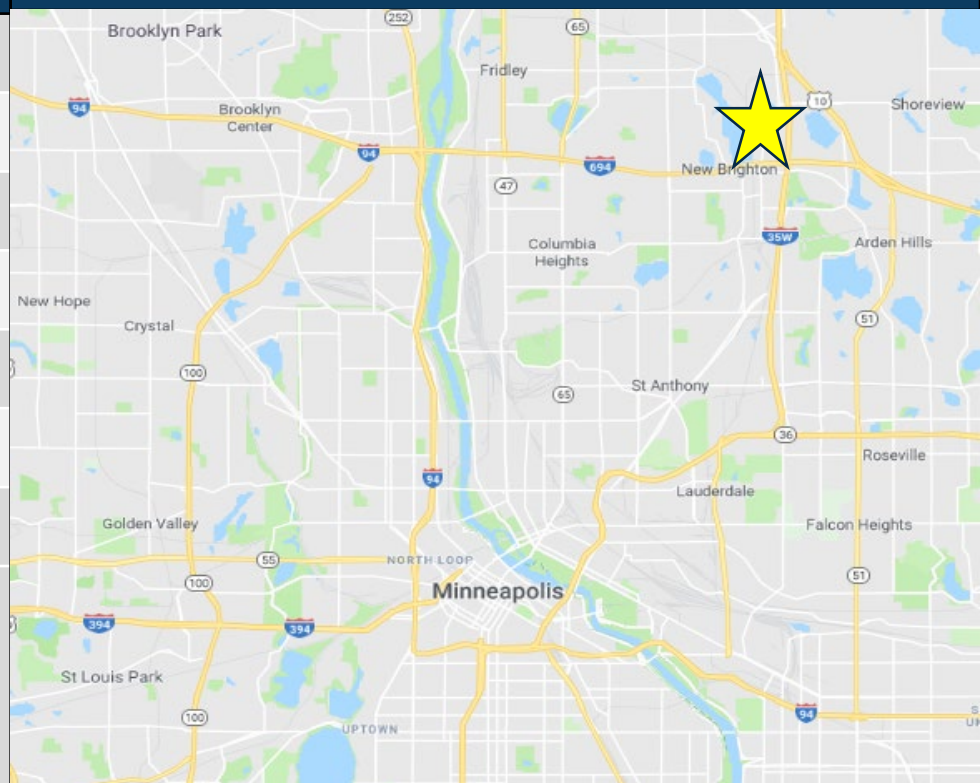 252
65
Brooklyn Park
Fridley
10
Shoreview
94
Brooklyn
Center
94
694
New Brighton
47
35W
Columbia
Heights
Arden Hills
New Hope
Crystal
51
100
St Anthony
65
36
Roseville
94
Lauderdale
Golden Valley
Falcon Heights
55
NORTH LOOP
100
51
Minneapolis
394
394
St Louis Park
94
100
UPTOWN